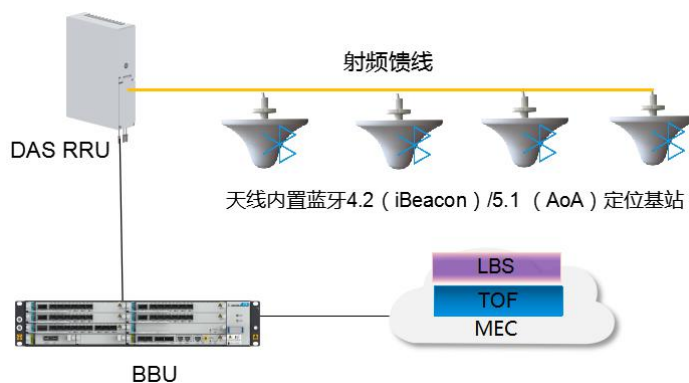 射频馈线
DAS RRU
天线内置蓝牙4.2（iBeacon）/5.1 （AoA）定位基站
LBS
TOF
MEC
BBU